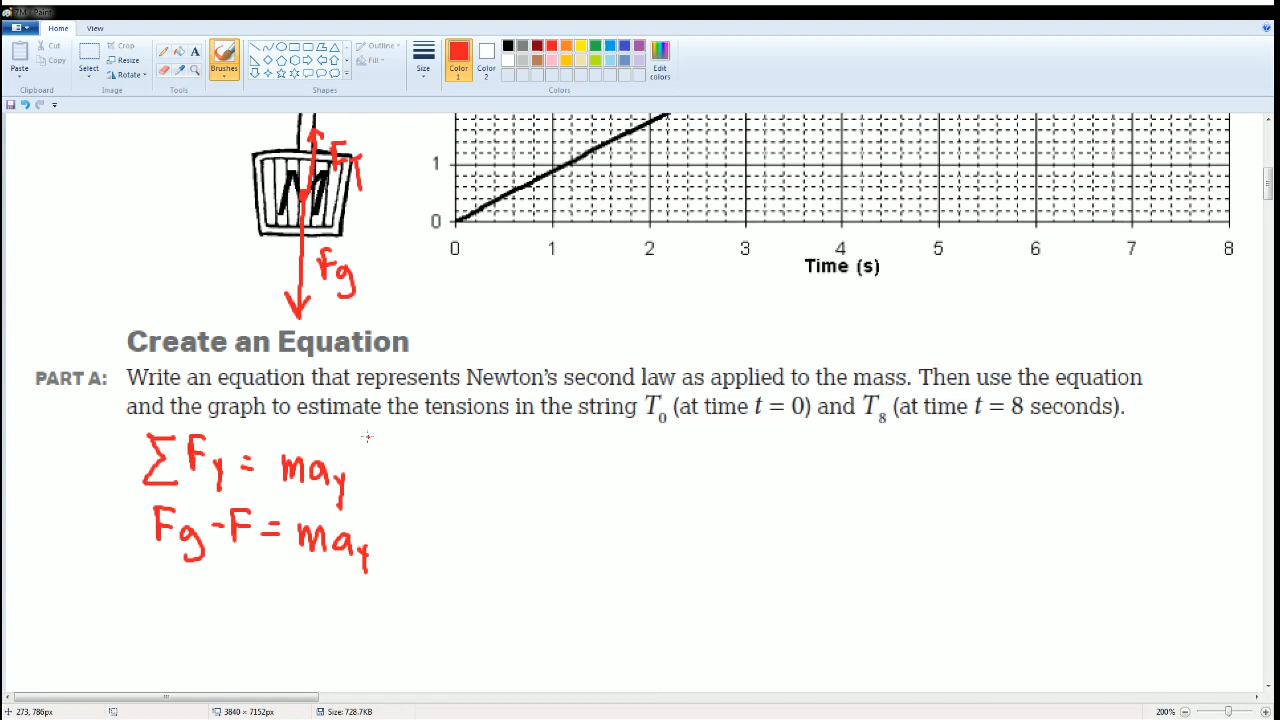 7M - Paint
Home View
Paste
Cut
Copy
Clipboard
Select
Crop
Resize
Rotate
Image
A
Tools
Brushes
Outline
Fill
Shapes
Size
Color 1
Color 2
Edit colors
Colors
M
FT
Fg
1
0
0 1 2 3 4 5 6 7 8
Time (s)
Create an Equation
PART A: Write an equation that represents Newton's second law as applied to the mass. Then use the equation
and the graph to estimate the tensions in the string T0 (at time t = 0) and T8 (at time t = 8 seconds).
∑Fy = may
Fg - F = may
273, 786px
3840 × 7152px
Size: 728.7KB
200%